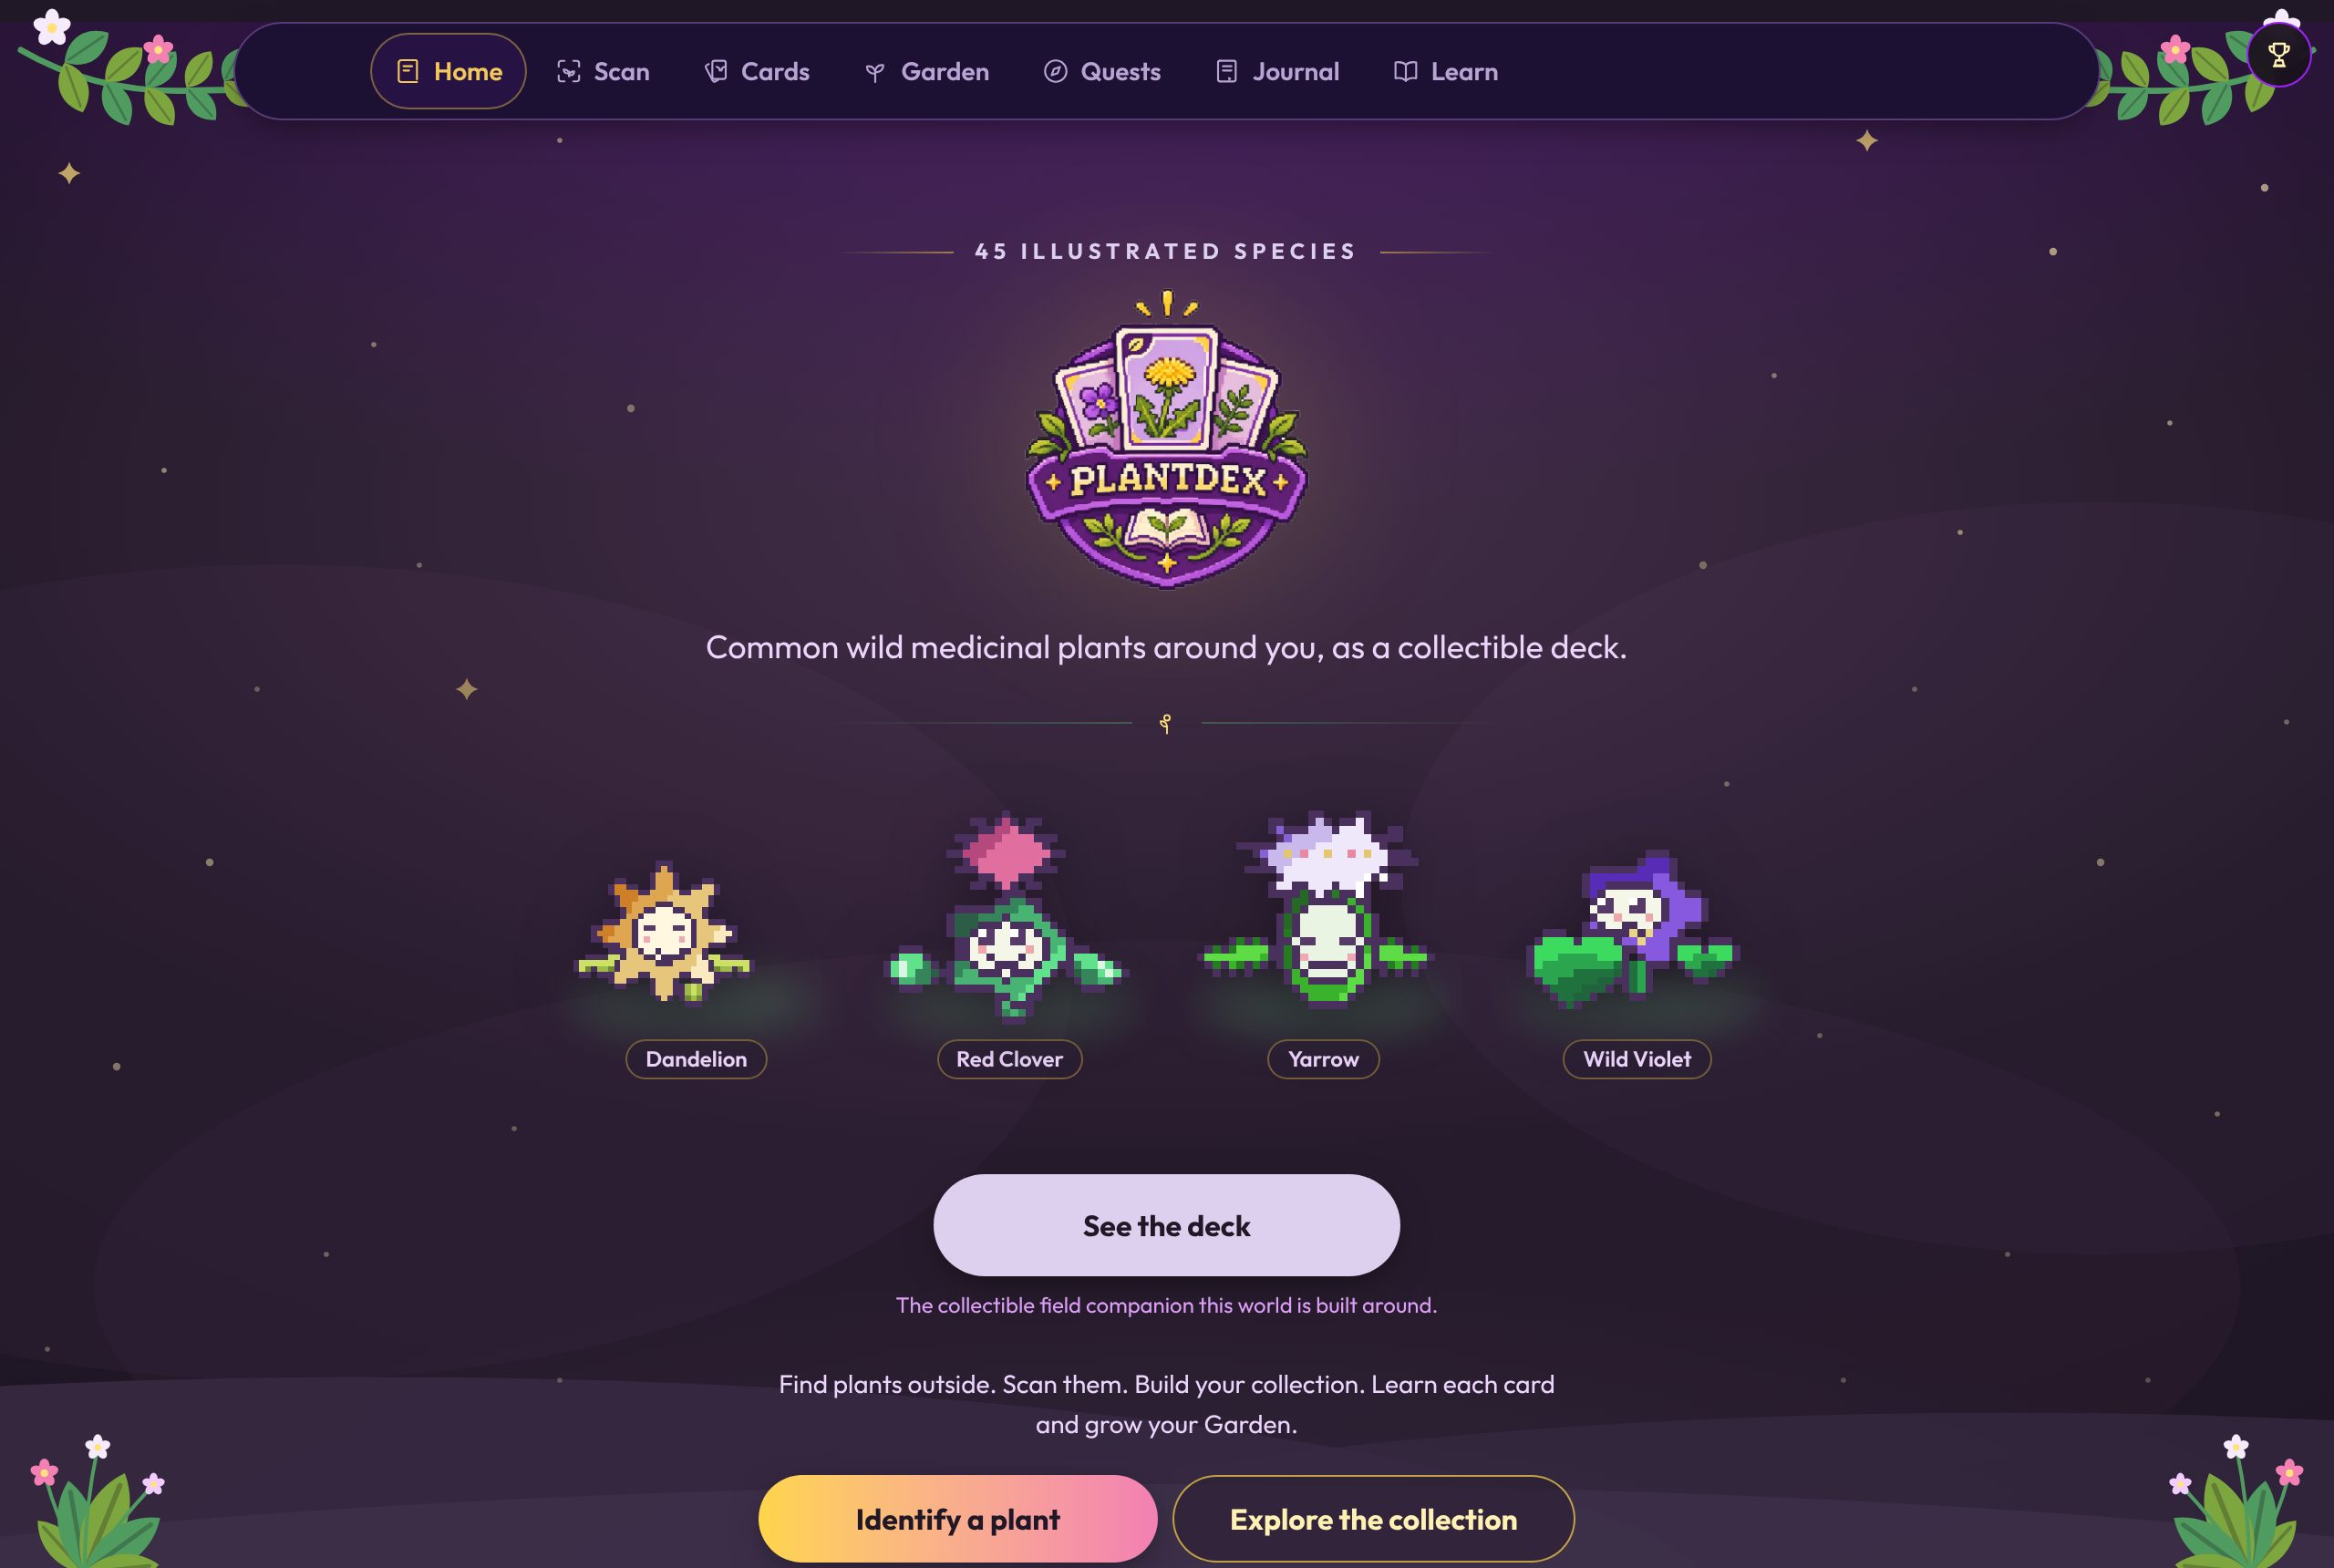 Home
Scan
Cards
Garden
Quests
Journal
Learn
45 ILLUSTRATED SPECIES
PLANTDEX
Common wild medicinal plants around you, as a collectible deck.
Dandelion
Red Clover
Yarrow
Wild Violet
See the deck
The collectible field companion this world is built around.
Find plants outside. Scan them. Build your collection. Learn each card
and grow your Garden.
Identify a plant
Explore the collection